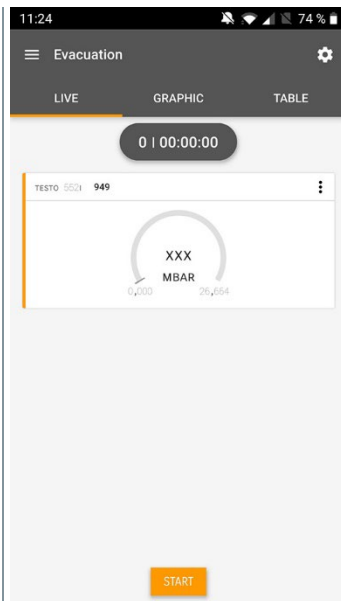 11:24 74 %
Evacuation
LIVE GRAPHIC TABLE
0 | 00:00:00
TESTO 552i 949
XXX
MBAR
0,000 26,664
START